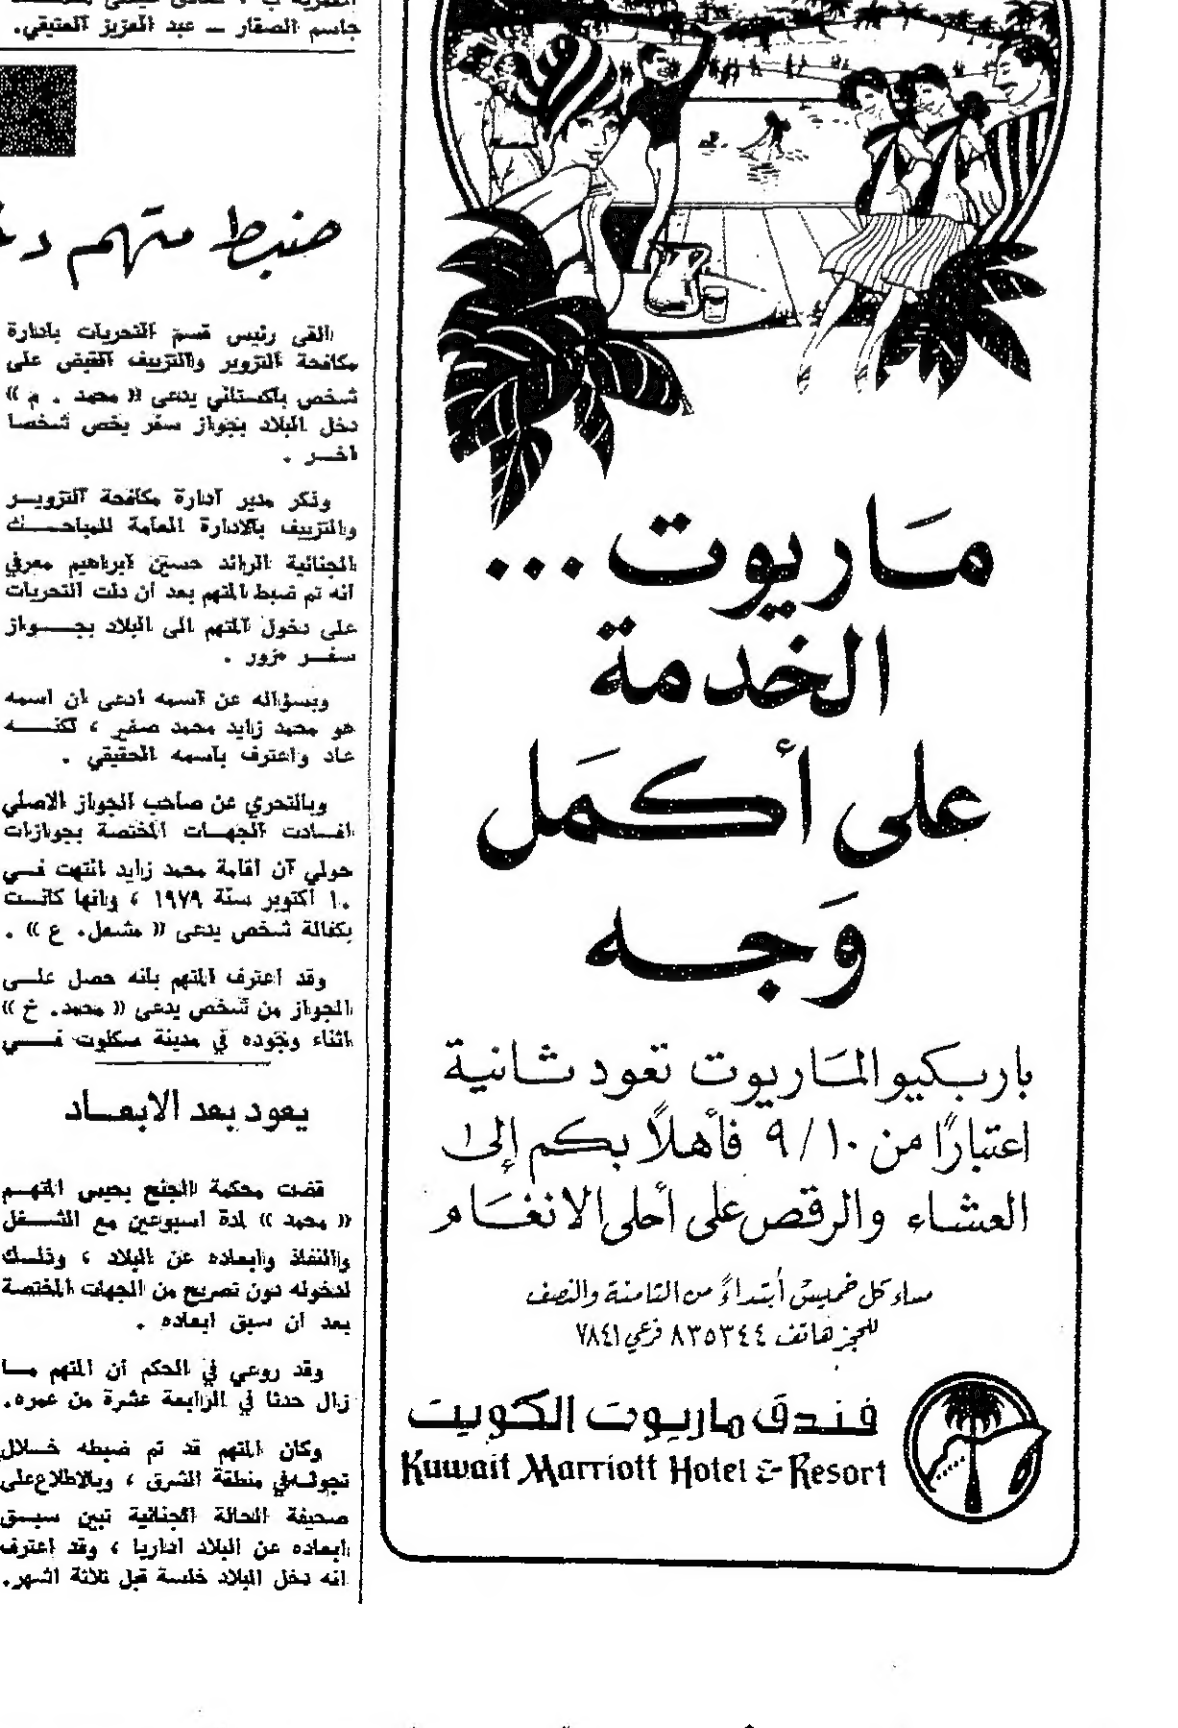 جاسم الصقار — عبد العزيز العتيقي.
ضبط متهم
القى رئيس قسم التحريات بادارة
مكافحة التزوير والتزييف القبض على
شخص باكستاني يدعى « محمد . م »
دخل البلاد بجواز سفر يخص شخصا
اخر .
وذكر مدير ادارة مكافحة التزوير
والتزييف بالادارة العامة للمباحث
الجنائية الرائد حسين ابراهيم معرفي
انه تم ضبط المتهم بعد ان دلت التحريات
على دخول المتهم الى البلاد بجواز
سفر مزور .
وبسؤاله عن اسمه ادعى ان اسمه
هو محمد زايد محمد صغير ، لكنه
عاد واعترف باسمه الحقيقي .
وبالتحري عن صاحب الجواز الاصلي
افادت الجهات المختصة بجوازات
حولي ان اقامة محمد زايد انتهت في
١٠ اكتوبر سنة ١٩٧٩ ، وانها كانت
بكفالة شخص يدعى « مشعل. ع » .
وقد اعترف المتهم بانه حصل على
الجواز من شخص يدعى « محمد. خ »
اثناء وجوده في مدينة سكلوت في
يعود بعد الابعاد
قضت محكمة الجنح بحبس المتهم
« محمد » لمدة اسبوعين مع الشغل
والنفاذ وابعاده عن البلاد ، وذلك
لدخوله دون تصريح من الجهات المختصة
بعد ان سبق ابعاده .
وقد روعي في الحكم ان المتهم ما
زال حدثا في الرابعة عشرة من عمره.
وكان المتهم قد تم ضبطه خلال
تجوله في منطقة الشرق ، وبالاطلاع على
صحيفة الحالة الجنائية تبين سبق
ابعاده عن البلاد اداريا ، وقد اعترف
انه دخل البلاد خلسة قبل ثلاثة اشهر.
مَاريوت ...
الخدمة
على أكمَل
وَجه
باربكيو المَاريوت تعود ثانية
اعتبارًا من ٩/١٠ فأهلاً بكم إلى
العشاء والرقص على أحلى الانغَام
مساء كل خميس أبتداءً من الثامنة والنصف
للحجز هاتف ٨٣٥٣٤٤ فرعي ٧٨٤١
فندق ماريوت الكويت
Kuwait Marriott Hotel & Resort